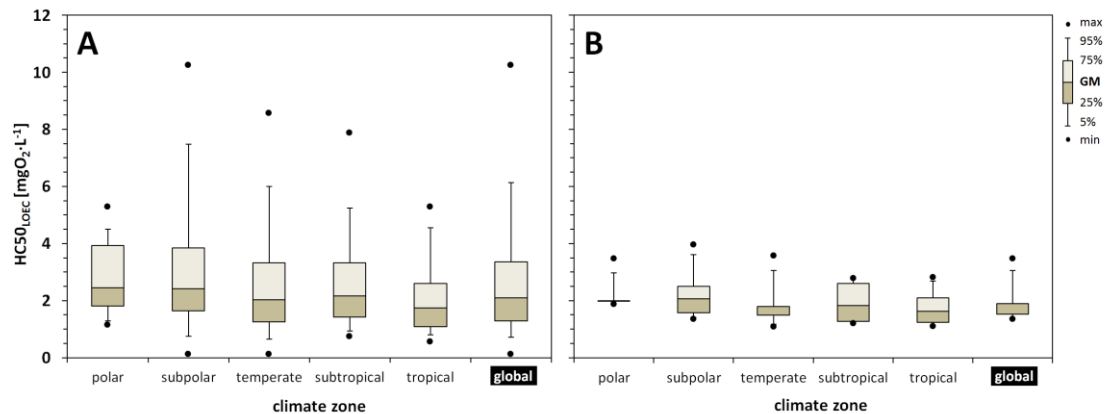 12
10
8
6
4
2
0
HC50LOEC [mgO₂·L⁻¹]
A
polar subpolar temperate subtropical tropical global
climate zone
B
polar subpolar temperate subtropical tropical global
climate zone
max
95%
75%
GM
25%
5%
min